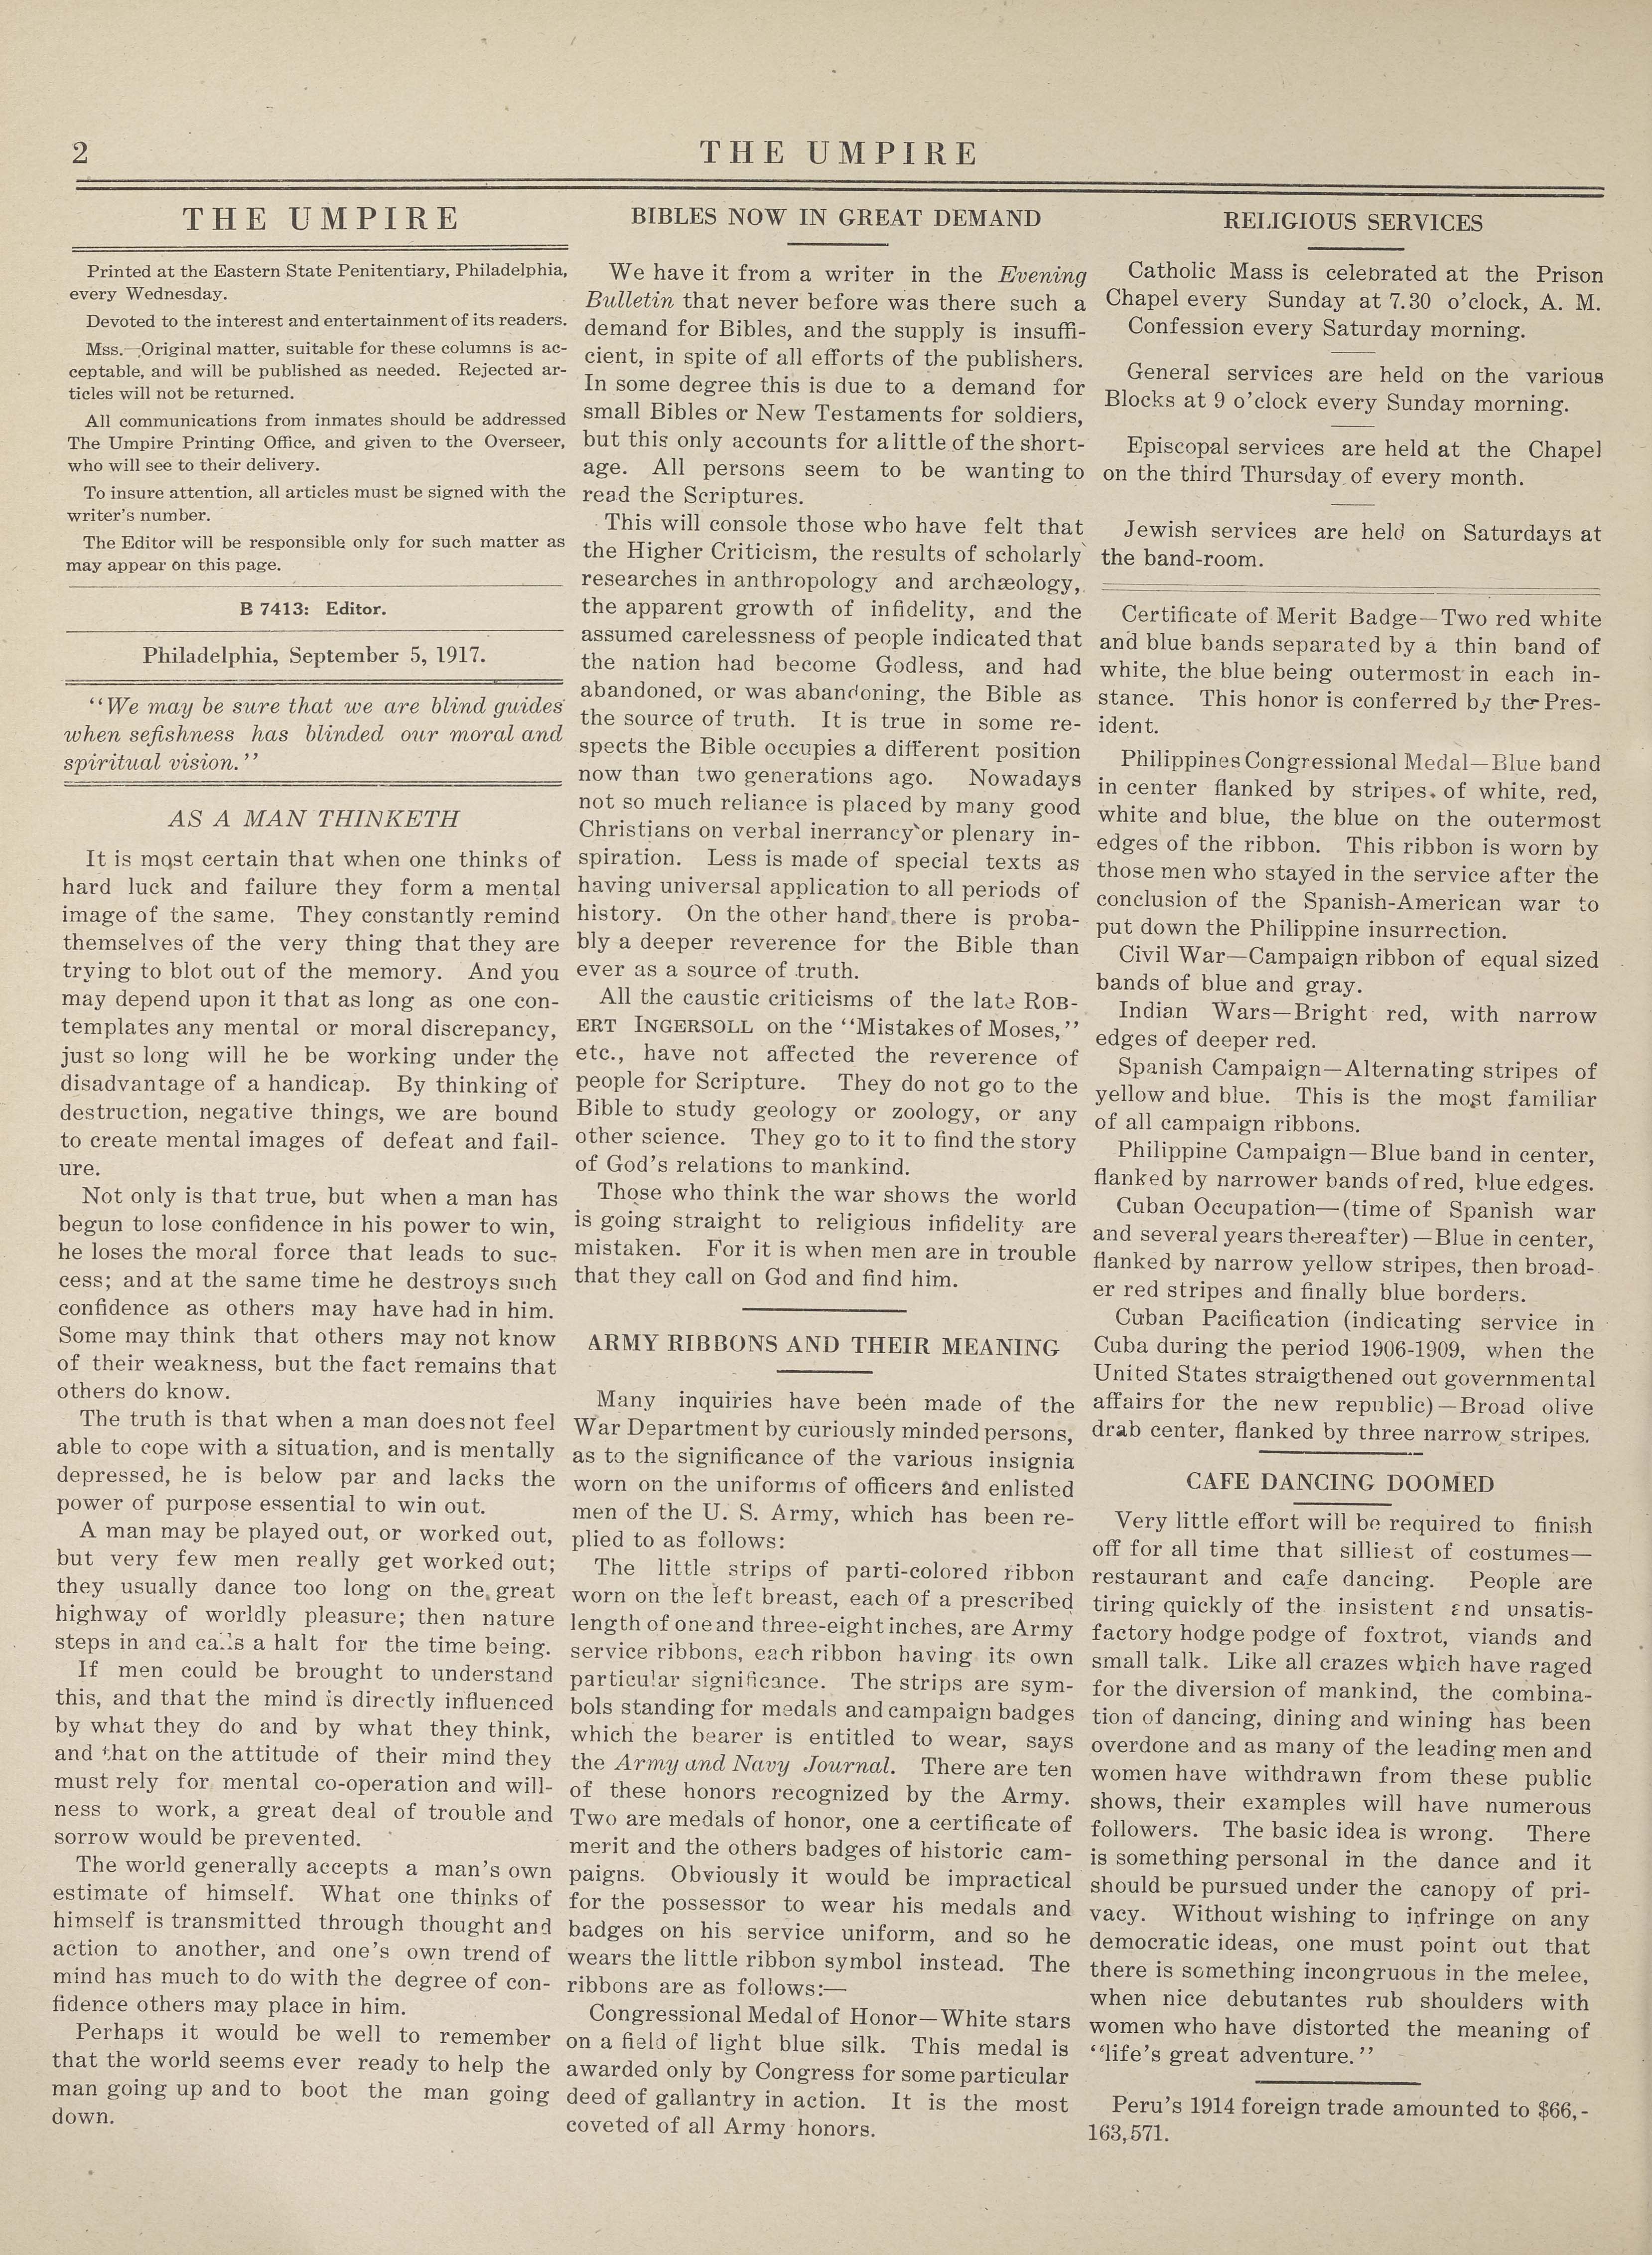 2
THE UMPIRE
THE UMPIRE
Printed at the Eastern State Penitentiary, Philadelphia,
every Wednesday.
Devoted to the interest and entertainment of its readers.
Mss.—Original matter, suitable for these columns is ac-
ceptable, and will be published as needed. Rejected ar-
ticles will not be returned.
All communications from inmates should be addressed
The Umpire Printing Office, and given to the Overseer,
who will see to their delivery.
To insure attention, all articles must be signed with the
writer's number.
The Editor will be responsible only for such matter as
may appear on this page.
B 7413: Editor.
Philadelphia, September 5, 1917.
"We may be sure that we are blind guides
when sefishness has blinded our moral and
spiritual vision."
AS A MAN THINKETH
It is most certain that when one thinks of
hard luck and failure they form a mental
image of the same. They constantly remind
themselves of the very thing that they are
trying to blot out of the memory. And you
may depend upon it that as long as one con-
templates any mental or moral discrepancy,
just so long will he be working under the
disadvantage of a handicap. By thinking of
destruction, negative things, we are bound
to create mental images of defeat and fail-
ure.
Not only is that true, but when a man has
begun to lose confidence in his power to win,
he loses the moral force that leads to suc-
cess; and at the same time he destroys such
confidence as others may have had in him.
Some may think that others may not know
of their weakness, but the fact remains that
others do know.
The truth is that when a man does not feel
able to cope with a situation, and is mentally
depressed, he is below par and lacks the
power of purpose essential to win out.
A man may be played out, or worked out,
but very few men really get worked out;
they usually dance too long on the great
highway of worldly pleasure; then nature
steps in and calls a halt for the time being.
If men could be brought to understand
this, and that the mind is directly influenced
by what they do and by what they think,
and that on the attitude of their mind they
must rely for mental co-operation and will-
ness to work, a great deal of trouble and
sorrow would be prevented.
The world generally accepts a man's own
estimate of himself. What one thinks of
himself is transmitted through thought and
action to another, and one's own trend of
mind has much to do with the degree of con-
fidence others may place in him.
Perhaps it would be well to remember
that the world seems ever ready to help the
man going up and to boot the man going
down.
BIBLES NOW IN GREAT DEMAND
We have it from a writer in the Evening
Bulletin that never before was there such a
demand for Bibles, and the supply is insuffi-
cient, in spite of all efforts of the publishers.
In some degree this is due to a demand for
small Bibles or New Testaments for soldiers,
but this only accounts for a little of the short-
age. All persons seem to be wanting to
read the Scriptures.
This will console those who have felt that
the Higher Criticism, the results of scholarly
researches in anthropology and archæology,
the apparent growth of infidelity, and the
assumed carelessness of people indicated that
the nation had become Godless, and had
abandoned, or was abandoning, the Bible as
the source of truth. It is true in some re-
spects the Bible occupies a different position
now than two generations ago. Nowadays
not so much reliance is placed by many good
Christians on verbal inerrancy or plenary in-
spiration. Less is made of special texts as
having universal application to all periods of
history. On the other hand there is proba-
bly a deeper reverence for the Bible than
ever as a source of truth.
All the caustic criticisms of the late ROB-
ERT INGERSOLL on the "Mistakes of Moses,"
etc., have not affected the reverence of
people for Scripture. They do not go to the
Bible to study geology or zoology, or any
other science. They go to it to find the story
of God's relations to mankind.
Those who think the war shows the world
is going straight to religious infidelity are
mistaken. For it is when men are in trouble
that they call on God and find him.
ARMY RIBBONS AND THEIR MEANING
Many inquiries have been made of the
War Department by curiously minded persons,
as to the significance of the various insignia
worn on the uniforms of officers and enlisted
men of the U. S. Army, which has been re-
plied to as follows:
The little strips of parti-colored ribbon
worn on the left breast, each of a prescribed
length of one and three-eight inches, are Army
service ribbons, each ribbon having its own
particular significance. The strips are sym-
bols standing for medals and campaign badges
which the bearer is entitled to wear, says
the Army and Navy Journal. There are ten
of these honors recognized by the Army.
Two are medals of honor, one a certificate of
merit and the others badges of historic cam-
paigns. Obviously it would be impractical
for the possessor to wear his medals and
badges on his service uniform, and so he
wears the little ribbon symbol instead. The
ribbons are as follows:—
Congressional Medal of Honor—White stars
on a field of light blue silk. This medal is
awarded only by Congress for some particular
deed of gallantry in action. It is the most
coveted of all Army honors.
RELIGIOUS SERVICES
Catholic Mass is celebrated at the Prison
Chapel every Sunday at 7.30 o'clock, A. M.
Confession every Saturday morning.
General services are held on the various
Blocks at 9 o'clock every Sunday morning.
Episcopal services are held at the Chapel
on the third Thursday of every month.
Jewish services are held on Saturdays at
the band-room.
Certificate of Merit Badge—Two red white
and blue bands separated by a thin band of
white, the blue being outermost in each in-
stance. This honor is conferred by the Pres-
ident.
Philippines Congressional Medal—Blue band
in center flanked by stripes of white, red,
white and blue, the blue on the outermost
edges of the ribbon. This ribbon is worn by
those men who stayed in the service after the
conclusion of the Spanish-American war to
put down the Philippine insurrection.
Civil War—Campaign ribbon of equal sized
bands of blue and gray.
Indian Wars—Bright red, with narrow
edges of deeper red.
Spanish Campaign—Alternating stripes of
yellow and blue. This is the most familiar
of all campaign ribbons.
Philippine Campaign—Blue band in center,
flanked by narrower bands of red, blue edges.
Cuban Occupation—(time of Spanish war
and several years thereafter)—Blue in center,
flanked by narrow yellow stripes, then broad-
er red stripes and finally blue borders.
Cuban Pacification (indicating service in
Cuba during the period 1906-1909, when the
United States straigthened out governmental
affairs for the new republic)—Broad olive
drab center, flanked by three narrow stripes.
CAFE DANCING DOOMED
Very little effort will be required to finish
off for all time that silliest of costumes—
restaurant and cafe dancing. People are
tiring quickly of the insistent and unsatis-
factory hodge podge of foxtrot, viands and
small talk. Like all crazes which have raged
for the diversion of mankind, the combina-
tion of dancing, dining and wining has been
overdone and as many of the leading men and
women have withdrawn from these public
shows, their examples will have numerous
followers. The basic idea is wrong. There
is something personal in the dance and it
should be pursued under the canopy of pri-
vacy. Without wishing to infringe on any
democratic ideas, one must point out that
there is something incongruous in the melee,
when nice debutantes rub shoulders with
women who have distorted the meaning of
"life's great adventure."
Peru's 1914 foreign trade amounted to $66,-
163,571.